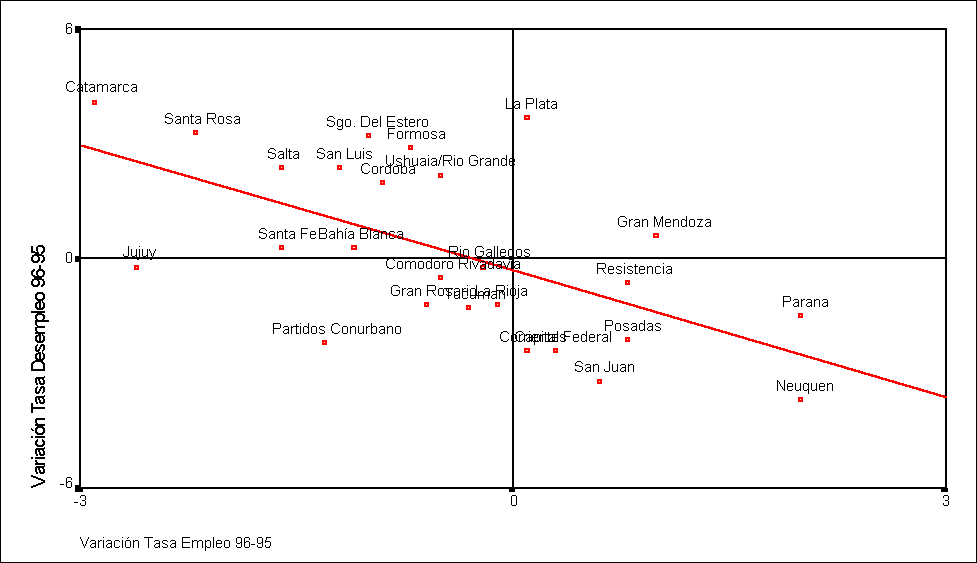 6
Catamarca
La Plata
Santa Rosa
Sgo. Del Estero
Formosa
Salta
San Luis
Ushuaia/Rio Grande
Cordoba
Gran Mendoza
Santa Fe
Bahía Blanca
Jujuy
Rio Gallegos
0
Comodoro Rivadavia
Resistencia
Gran Rosario
Tucuman
La Rioja
Parana
Partidos Conurbano
Posadas
Corrientes
Capital Federal
San Juan
Neuquen
-6
-3
0
3
Variación Tasa Desempleo 96-95
Variación Tasa Empleo 96-95